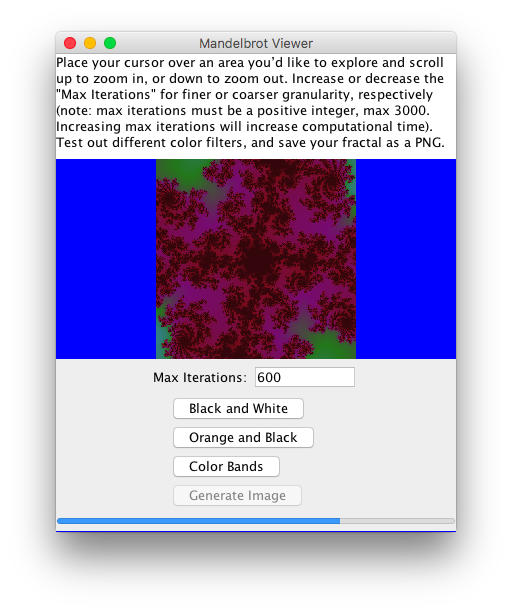 Mandelbrot Viewer
Place your cursor over an area you’d like to explore and scroll
up to zoom in, or down to zoom out. Increase or decrease the
"Max Iterations" for finer or coarser granularity, respectively
(note: max iterations must be a positive integer, max 3000.
Increasing max iterations will increase computational time).
Test out different color filters, and save your fractal as a PNG.
Max Iterations: 600
Black and White
Orange and Black
Color Bands
Generate Image